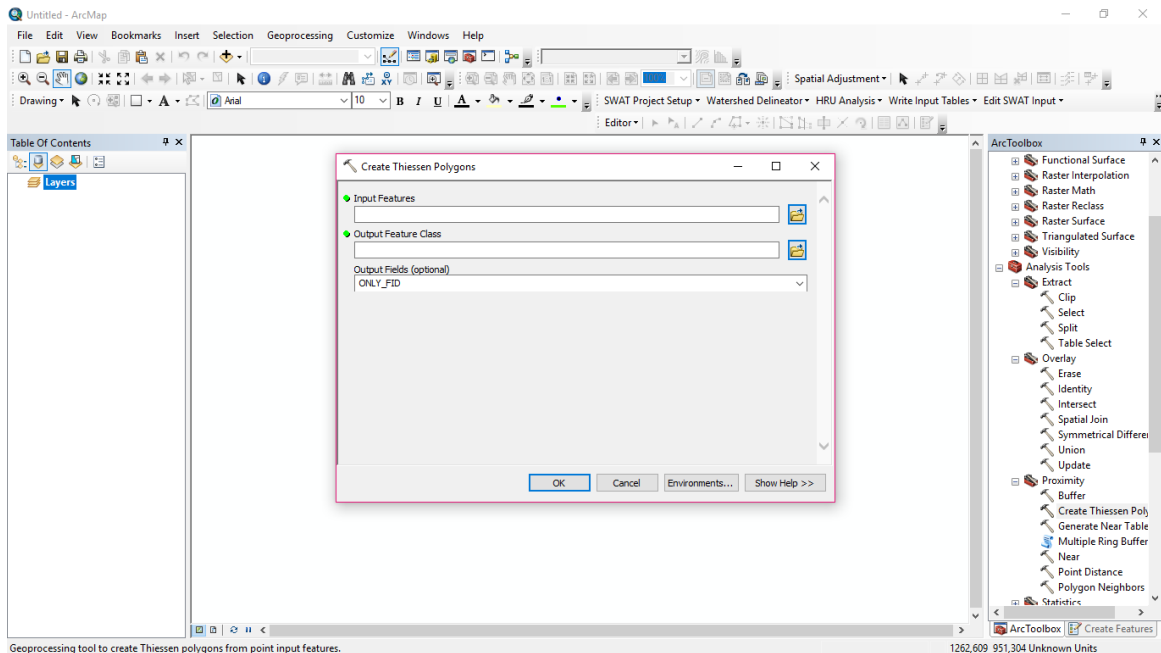 Untitled - ArcMap
File Edit View Bookmarks Insert Selection Geoprocessing Customize Windows Help
Spatial Adjustment
Drawing A Arial 10 B I U A SWAT Project Setup Watershed Delineator HRU Analysis Write Input Tables Edit SWAT Input
Editor
Table Of Contents
Layers
Create Thiessen Polygons
Input Features
Output Feature Class
Output Fields (optional)
ONLY_FID
OK Cancel Environments... Show Help >>
ArcToolbox
Functional Surface
Raster Interpolation
Raster Math
Raster Reclass
Raster Surface
Triangulated Surface
Visibility
Analysis Tools
Extract
Clip
Select
Split
Table Select
Overlay
Erase
Identity
Intersect
Spatial Join
Symmetrical Differe
Union
Update
Proximity
Buffer
Create Thiessen Poly
Generate Near Table
Multiple Ring Buffer
Near
Point Distance
Polygon Neighbors
Statistics
ArcToolbox Create Features
Geoprocessing tool to create Thiessen polygons from point input features.
1262,609 951,304 Unknown Units